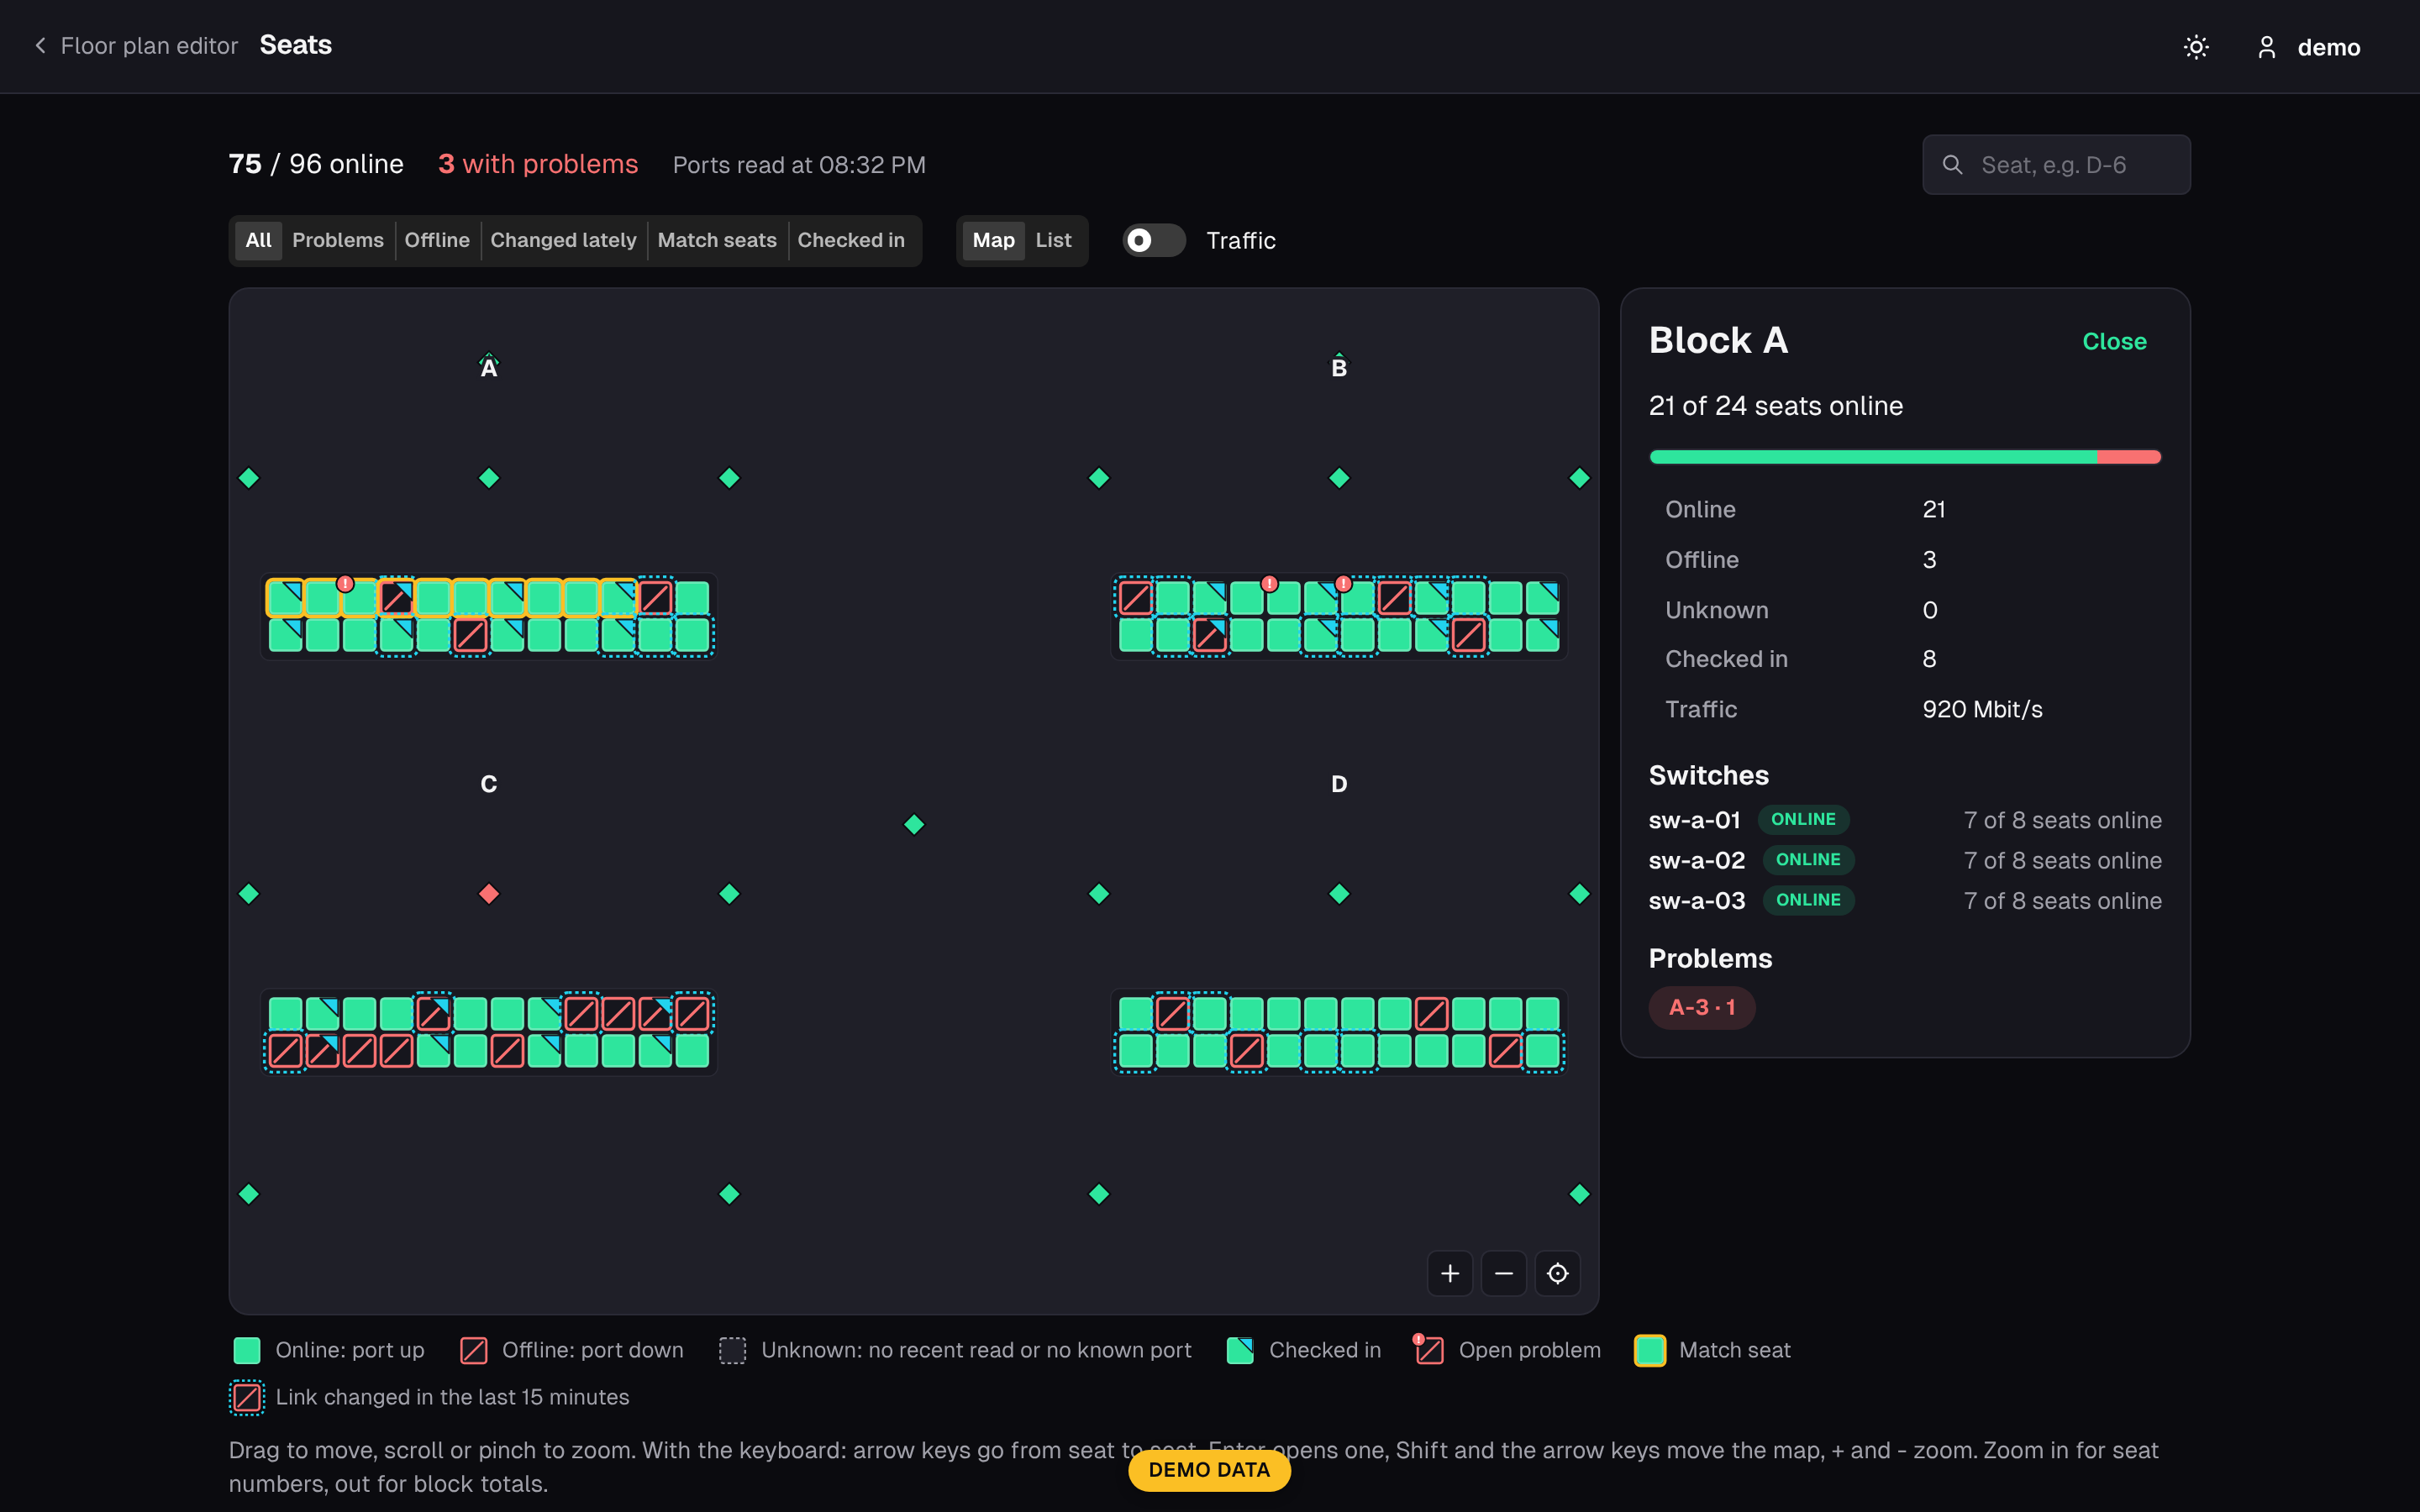 Floor plan editor Seats
demo
75 / 96 online 3 with problems Ports read at 08:32 PM
Seat, e.g. D-6
All Problems Offline Changed lately Match seats Checked in
Map List
Traffic
A
B
C
D
Block A
Close
21 of 24 seats online
Online 21
Offline 3
Unknown 0
Checked in 8
Traffic 920 Mbit/s
Switches
sw-a-01 ONLINE 7 of 8 seats online
sw-a-02 ONLINE 7 of 8 seats online
sw-a-03 ONLINE 7 of 8 seats online
Problems
A-3 · 1
Online: port up
Offline: port down
Unknown: no recent read or no known port
Checked in
Open problem
Match seat
Link changed in the last 15 minutes
Drag to move, scroll or pinch to zoom. With the keyboard: arrow keys go from seat to seat, Enter opens one, Shift and the arrow keys move the map, + and - zoom. Zoom in for seat
numbers, out for block totals.
DEMO DATA